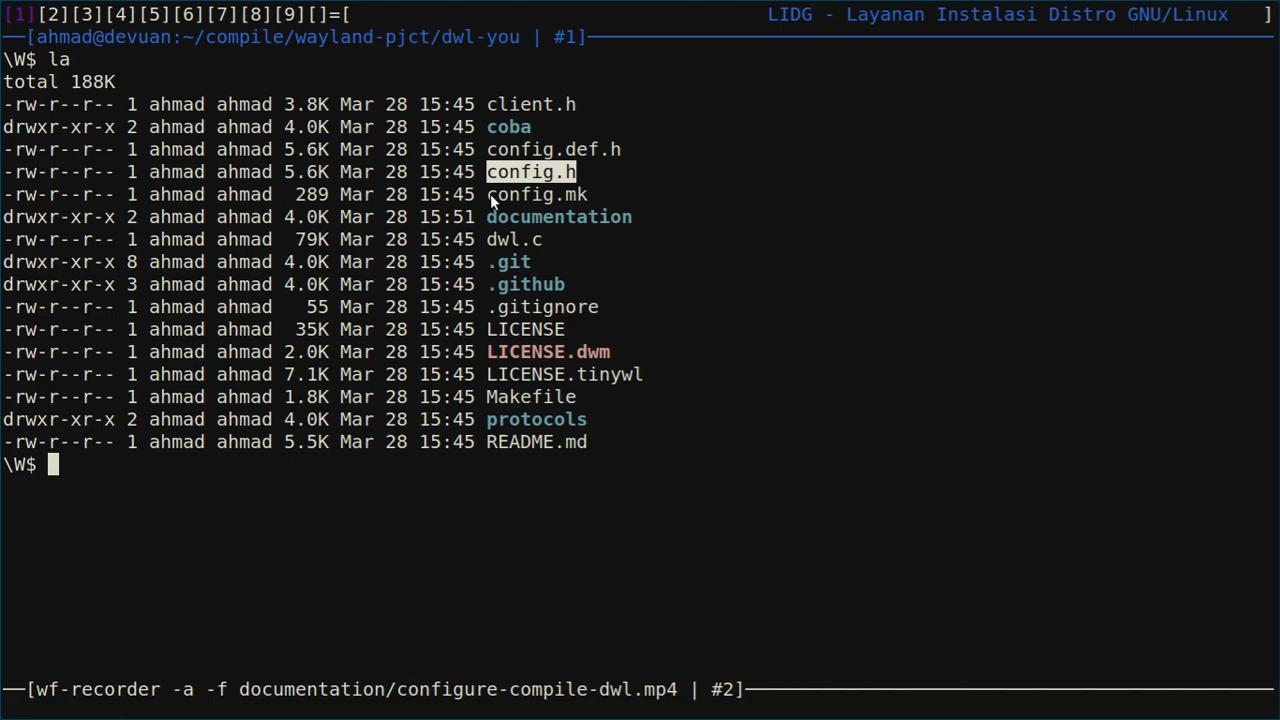 [1][2][3][4][5][6][7][8][9][]=[ LIDG - Layanan Instalasi Distro GNU/Linux ]
[ahmad@devuan:~/compile/wayland-pjct/dwl-you | #1]
\W$ la
total 188K
-rw-r--r-- 1 ahmad ahmad 3.8K Mar 28 15:45 client.h
drwxr-xr-x 2 ahmad ahmad 4.0K Mar 28 15:45 coba
-rw-r--r-- 1 ahmad ahmad 5.6K Mar 28 15:45 config.def.h
-rw-r--r-- 1 ahmad ahmad 5.6K Mar 28 15:45 config.h
-rw-r--r-- 1 ahmad ahmad  289 Mar 28 15:45 config.mk
drwxr-xr-x 2 ahmad ahmad 4.0K Mar 28 15:51 documentation
-rw-r--r-- 1 ahmad ahmad  79K Mar 28 15:45 dwl.c
drwxr-xr-x 8 ahmad ahmad 4.0K Mar 28 15:45 .git
drwxr-xr-x 3 ahmad ahmad 4.0K Mar 28 15:45 .github
-rw-r--r-- 1 ahmad ahmad   55 Mar 28 15:45 .gitignore
-rw-r--r-- 1 ahmad ahmad  35K Mar 28 15:45 LICENSE
-rw-r--r-- 1 ahmad ahmad 2.0K Mar 28 15:45 LICENSE.dwm
-rw-r--r-- 1 ahmad ahmad 7.1K Mar 28 15:45 LICENSE.tinywl
-rw-r--r-- 1 ahmad ahmad 1.8K Mar 28 15:45 Makefile
drwxr-xr-x 2 ahmad ahmad 4.0K Mar 28 15:45 protocols
-rw-r--r-- 1 ahmad ahmad 5.5K Mar 28 15:45 README.md
\W$
[wf-recorder -a -f documentation/configure-compile-dwl.mp4 | #2]